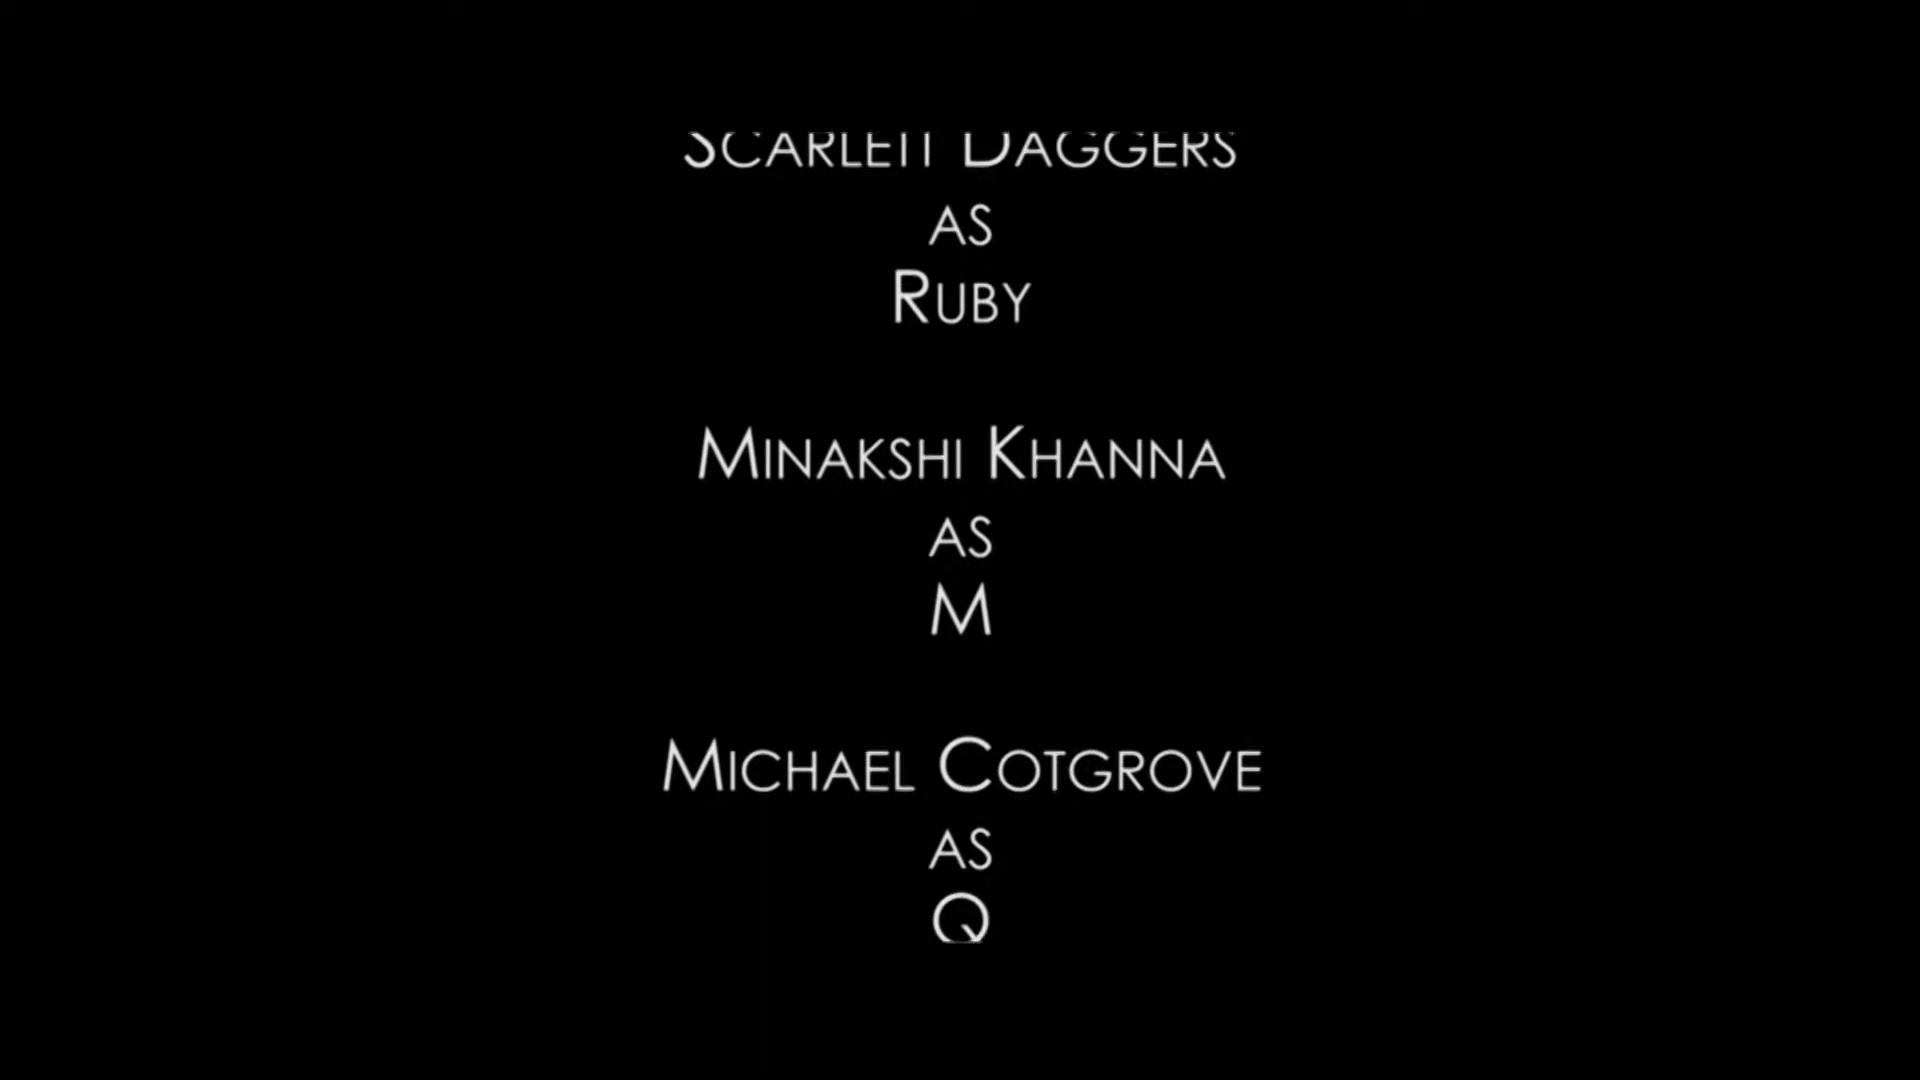 Scarlett Daggers
as
Ruby
Minakshi Khanna
as
M
Michael Cotgrove
as
Q